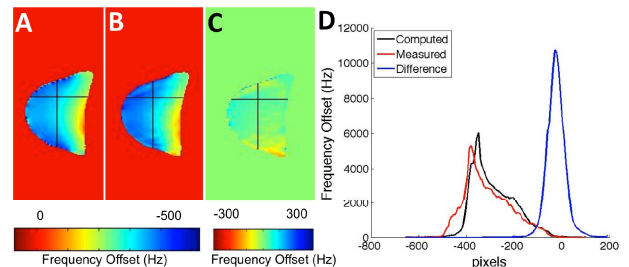 A B C D
0 -500
Frequency Offset (Hz)
-300 300
Frequency Offset (Hz)
Computed
Measured
Difference
Frequency Offset (Hz)
12000
10000
8000
6000
4000
2000
0
-800 -600 -400 -200 0 200
pixels